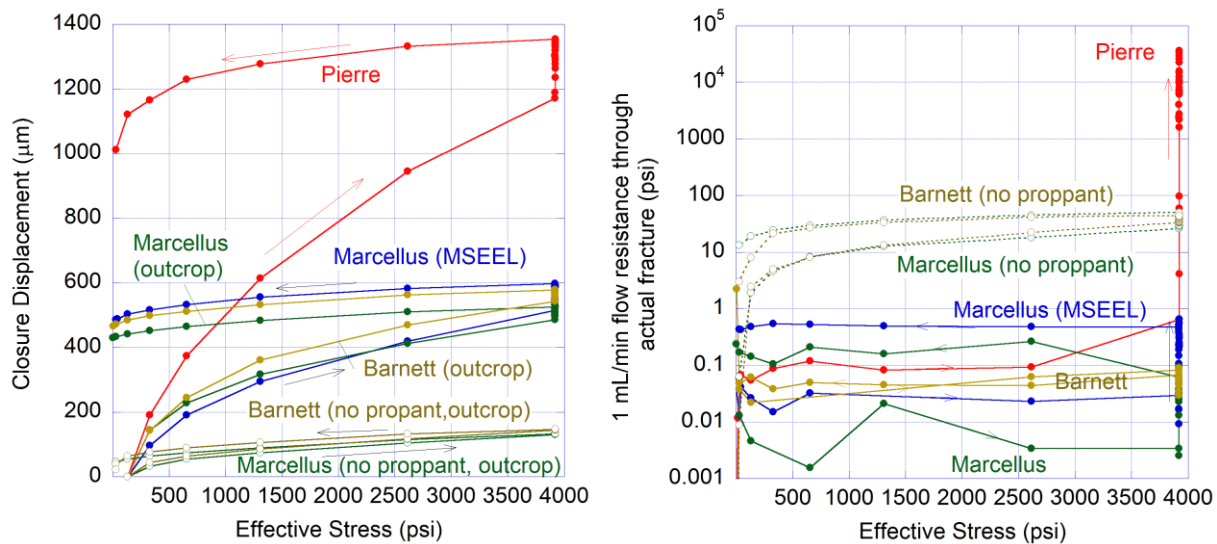 1400
1200
1000
800
600
400
200
0
Closure Displacement (μm)
Pierre
Marcellus
(outcrop)
Marcellus (MSEEL)
Barnett (outcrop)
Barnett (no propant,outcrop)
Marcellus (no proppant, outcrop)
500 1000 1500 2000 2500 3000 3500 4000
Effective Stress (psi)
1 mL/min flow resistance through
actual fracture (psi)
10⁵
10⁴
1000
100
10
1
0.1
0.01
0.001
Pierre
Barnett (no proppant)
Marcellus (no proppant)
Marcellus (MSEEL)
Barnett
Marcellus
500 1000 1500 2000 2500 3000 3500 4000
Effective Stress (psi)